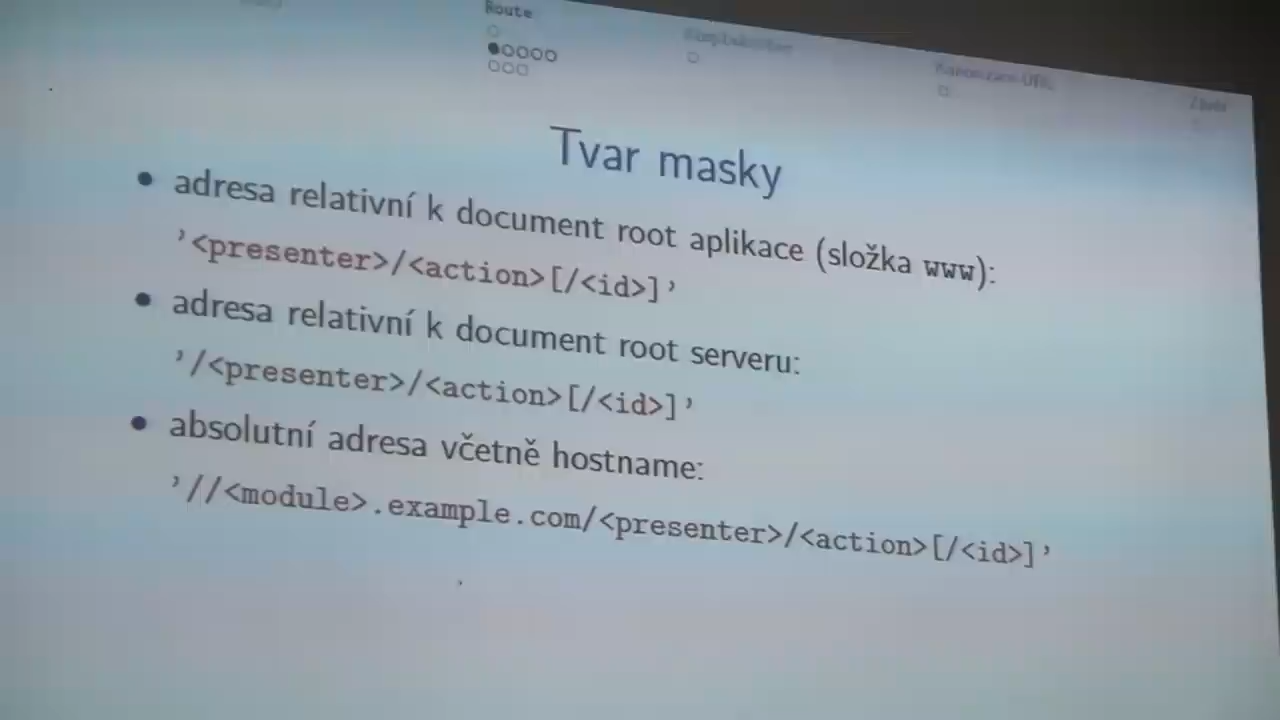 Route
Tvar masky
• adresa relativní k document root aplikace (složka www):
'<presenter>/<action>[/<id>]'
• adresa relativní k document root serveru:
'/<presenter>/<action>[/<id>]'
• absolutní adresa včetně hostname:
'//<module>.example.com/<presenter>/<action>[/<id>]'